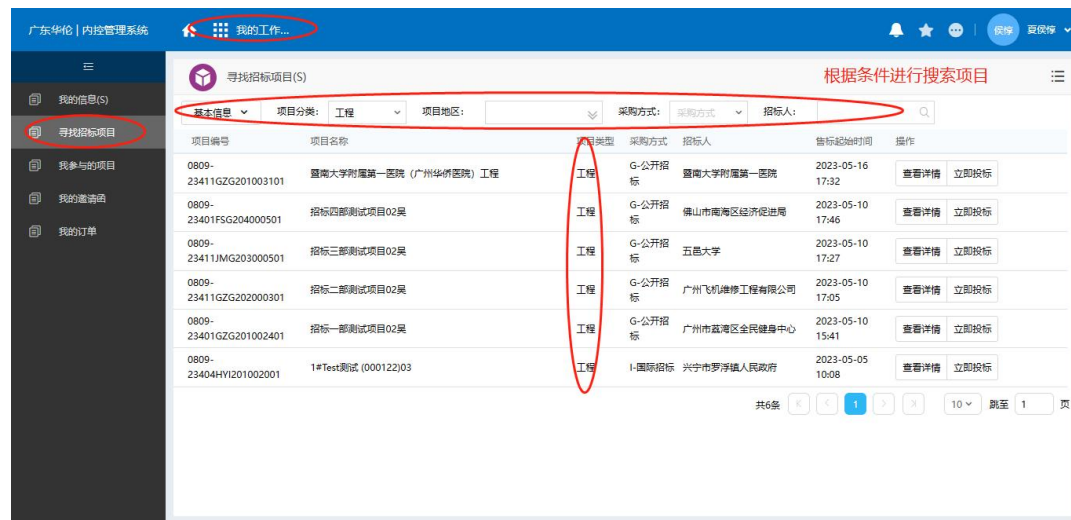 广东华伦 | 内控管理系统
我的工作...
侯惇
夏侯惇
寻找招标项目(S)
根据条件进行搜索项目
我的信息(S)
寻找招标项目
我参与的项目
我的邀请函
我的订单
基本信息 项目分类: 工程 项目地区: 采购方式: 采购方式 招标人:
项目编号 项目名称 项目类型 采购方式 招标人 售标起始时间 操作
0809-23411GZG201003101 暨南大学附属第一医院（广州华侨医院）工程 工程 G-公开招标 暨南大学附属第一医院 2023-05-16 17:32 查看详情 立即投标
0809-23401FSG204000501 招标四部测试项目02吴 工程 G-公开招标 佛山市南海区经济促进局 2023-05-10 17:46 查看详情 立即投标
0809-23411JMG203000501 招标三部测试项目02吴 工程 G-公开招标 五邑大学 2023-05-10 17:27 查看详情 立即投标
0809-23411GZG202000301 招标二部测试项目02吴 工程 G-公开招标 广州飞机维修工程有限公司 2023-05-10 17:05 查看详情 立即投标
0809-23401GZG201002401 招标一部测试项目02吴 工程 G-公开招标 广州市荔湾区全民健身中心 2023-05-10 15:41 查看详情 立即投标
0809-23404HYI201002001 1#Test测试 (000122)03 工程 I-国际招标 兴宁市罗浮镇人民政府 2023-05-05 10:08 查看详情 立即投标
共6条 1 10 跳至 1 页